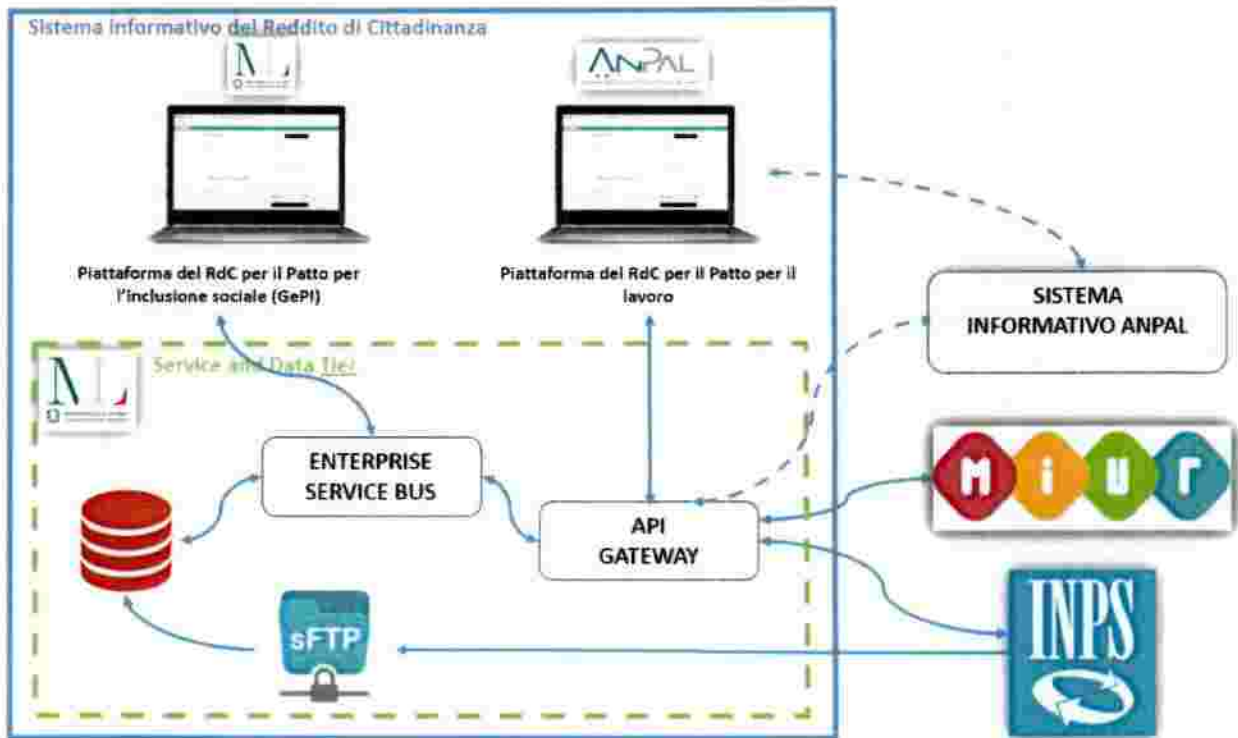 Sistema informativo del Reddito di Cittadinanza
ANPAL
Piattaforma del RdC per il Patto per
l'inclusione sociale (GePI)
Piattaforma del RdC per il Patto per il
lavoro
SISTEMA
INFORMATIVO ANPAL
Service and Data Tier
ENTERPRISE
SERVICE BUS
API
GATEWAY
MiUr
sFTP
INPS